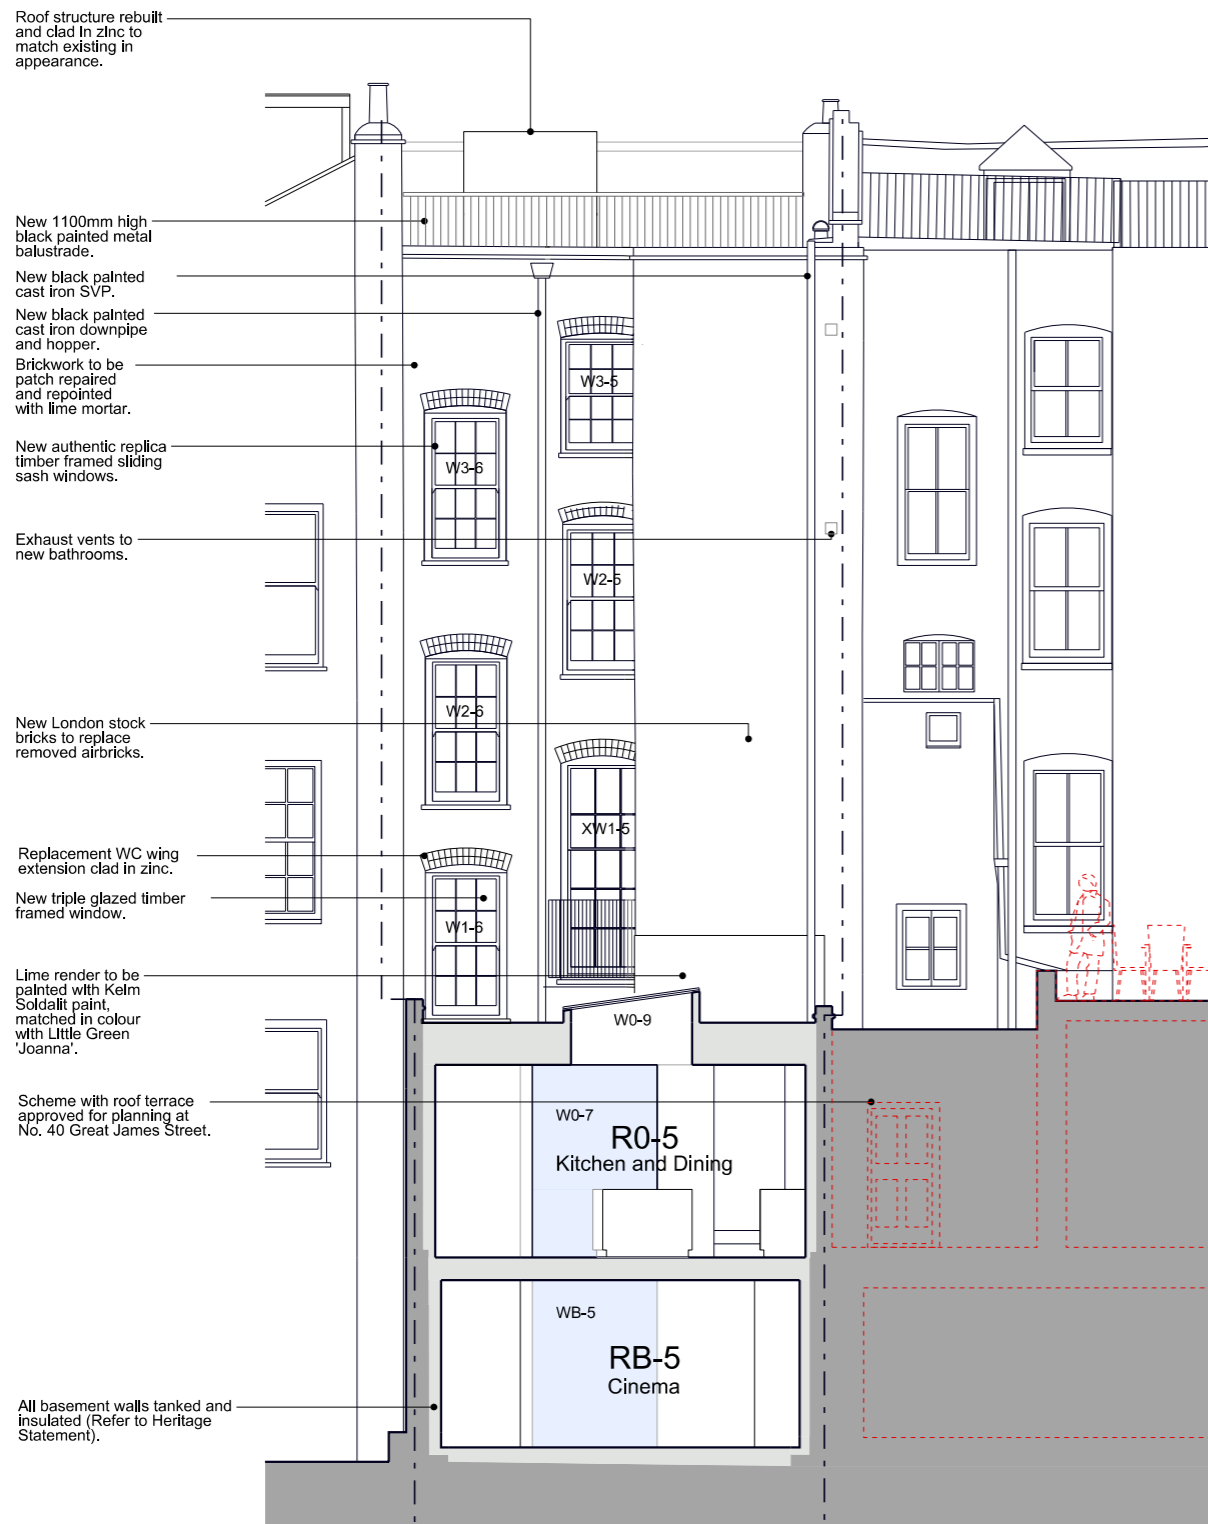 Roof structure rebuilt
and clad in zinc to
match existing in
appearance.
New 1100mm high
black painted metal
balustrade.
New black painted
cast iron SVP.
New black painted
cast iron downpipe
and hopper.
Brickwork to be
patch repaired
and repointed
with lime mortar.
New authentic replica
timber framed sliding
sash windows.
Exhaust vents to
new bathrooms.
New London stock
bricks to replace
removed airbricks.
Replacement WC wing
extension clad in zinc.
New triple glazed timber
framed window.
Lime render to be
painted with Keim
Soldalit paint,
matched in colour
with Little Green
'Joanna'.
Scheme with roof terrace
approved for planning at
No. 40 Great James Street.
All basement walls tanked and
insulated (Refer to Heritage
Statement).
W3-5
W3-6
W2-5
W2-6
XW1-5
W1-6
W0-9
W0-7
R0-5
Kitchen and Dining
WB-5
RB-5
Cinema